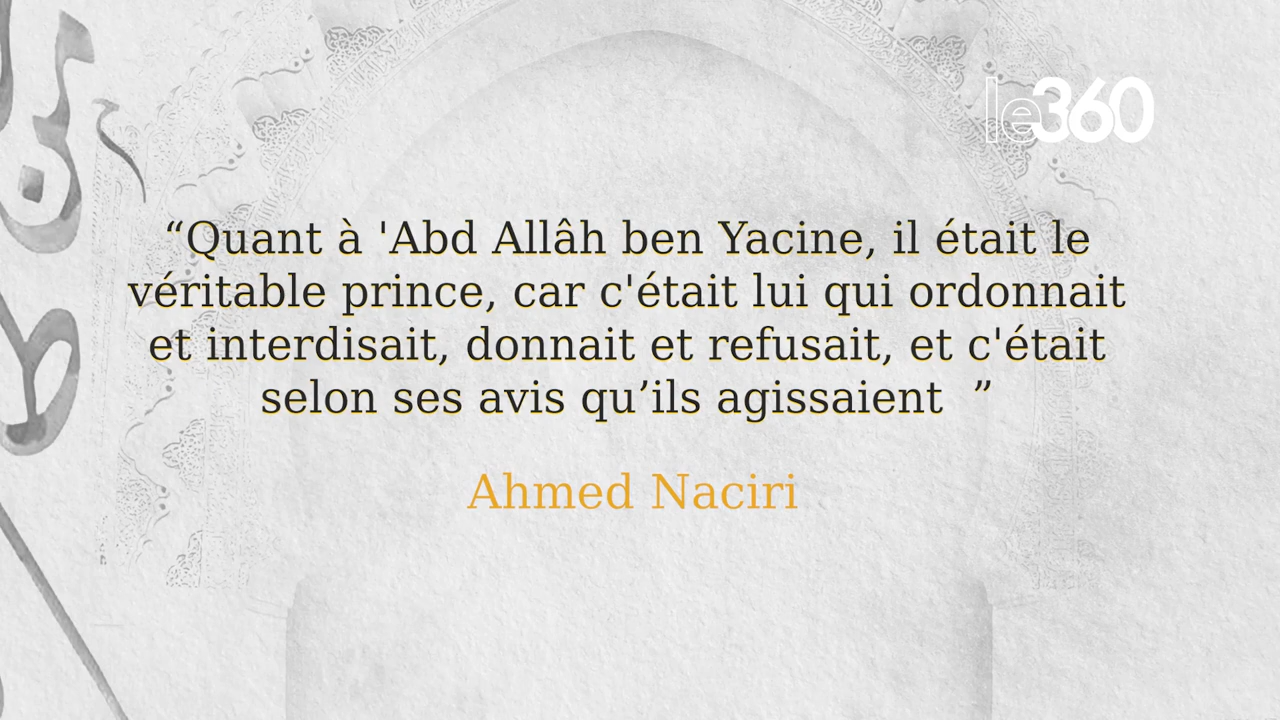 le360
“Quant à 'Abd Allâh ben Yacine, il était le
véritable prince, car c'était lui qui ordonnait
et interdisait, donnait et refusait, et c'était
selon ses avis qu’ils agissaient  ”
Ahmed Naciri